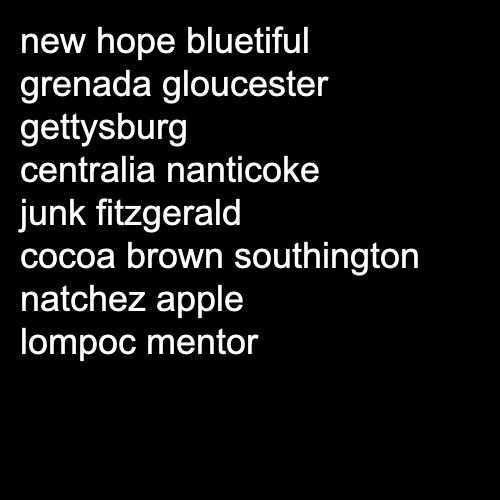 new hope bluetiful
grenada gloucester
gettysburg
centralia nanticoke
junk fitzgerald
cocoa brown southington
natchez apple
lompoc mentor